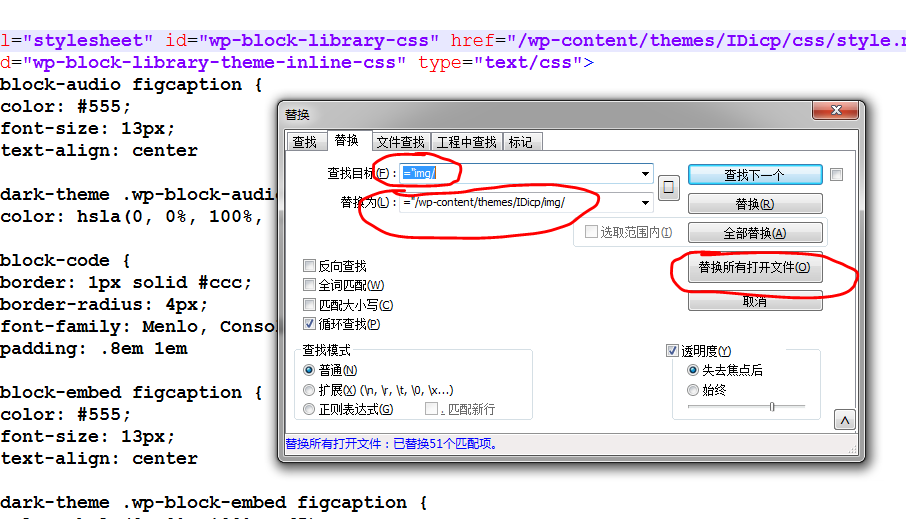 l="stylesheet" id="wp-block-library-css" href="/wp-content/themes/IDicp/css/style.
d="wp-block-library-theme-inline-css" type="text/css">
block-audio figcaption {
color: #555;
font-size: 13px;
text-align: center
dark-theme .wp-block-audi
color: hsla(0, 0%, 100%,
block-code {
border: 1px solid #ccc;
border-radius: 4px;
font-family: Menlo, Conso
padding: .8em 1em
block-embed figcaption {
color: #555;
font-size: 13px;
text-align: center
dark-theme .wp-block-embed figcaption {
替换
查找 替换 文件查找 工程中查找 标记
查找目标(F) : ="img/
查找下一个
替换为(L) : ="/wp-content/themes/IDicp/img/
替换(R)
选取范围内(I)
全部替换(A)
替换所有打开文件(O)
取消
反向查找
全词匹配(W)
匹配大小写(C)
循环查找(P)
查找模式
普通(N)
扩展(X) (\n, \r, \t, \0, \x...)
正则表达式(G) . 匹配新行
透明度(Y)
失去焦点后
始终
替换所有打开文件：已替换51个匹配项。